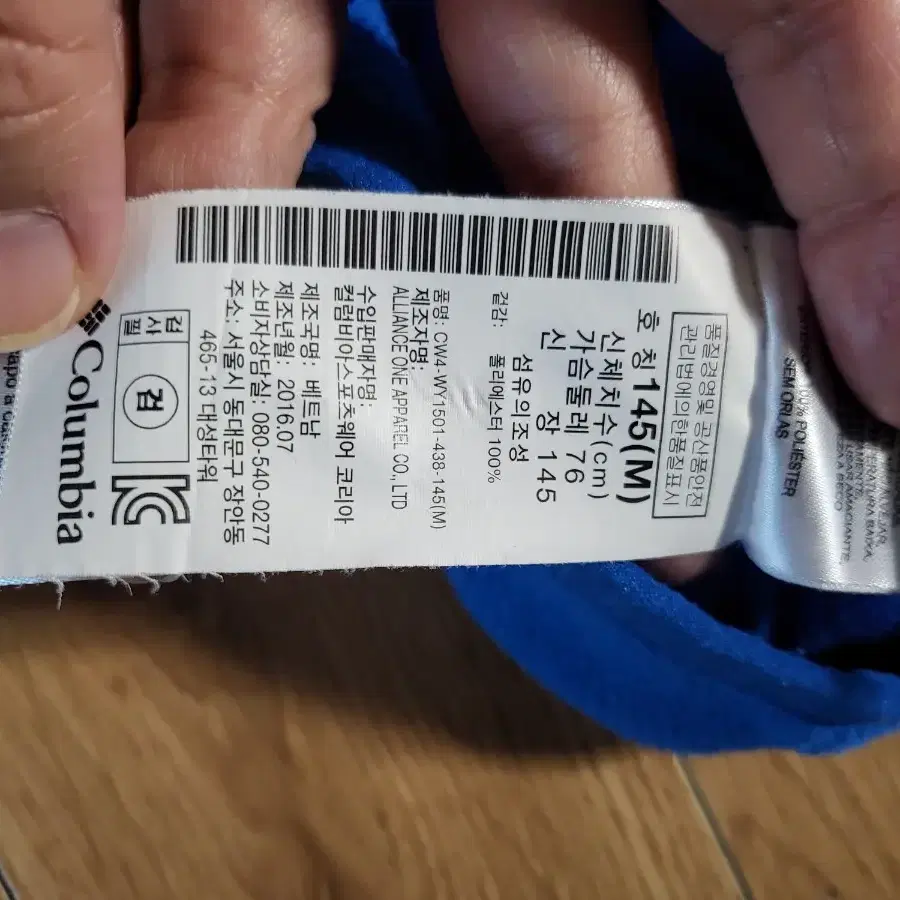 품질경영및 공산품안전
관리법에의한품질표시
호 칭 145(M)
신체치수(cm)
가슴둘레 76
신 장 145
섬유의조성
겉감: 폴리에스터 100%
품명: CW4-WY1501-438-145(M)
제조자명:
ALLIANCE ONE APPAREL CO., LTD
수입판매자명:
컬럼비아스포츠웨어 코리아
제조국명: 베트남
제조년월: 2016.07
소비자상담실: 080-540-0277
주소: 서울시 동대문구 장안동
465-13 대성타워
검사필
검
Columbia
100% POLYESTER
SEMORLAS